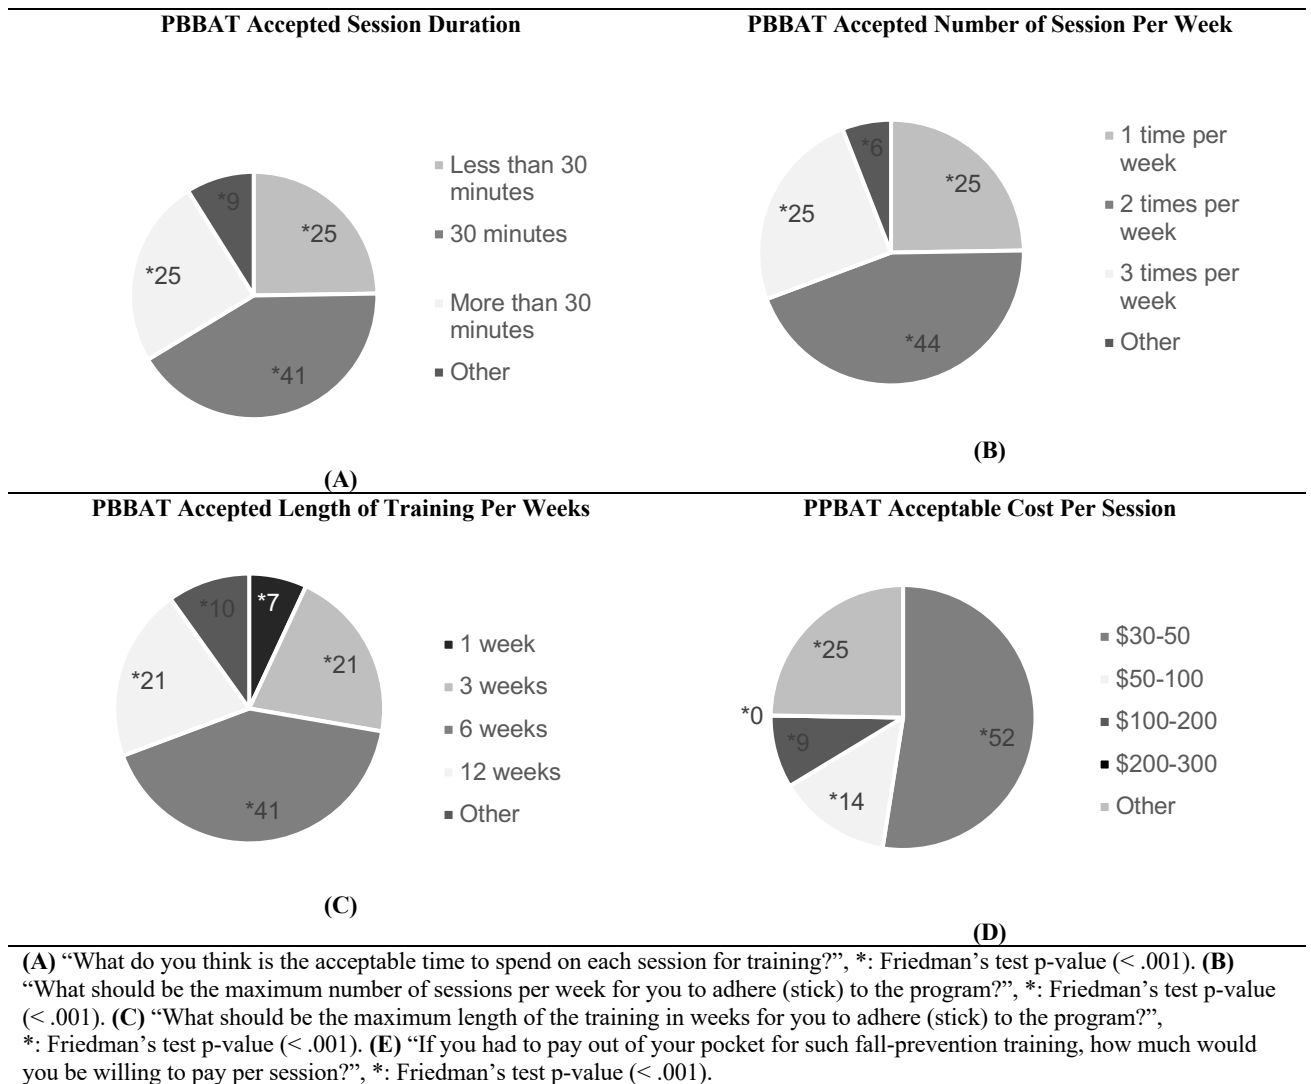 PBBAT Accepted Session Duration
PBBAT Accepted Number of Session Per Week
*9
*25
*25
*41
Less than 30
minutes
30 minutes
More than 30
minutes
Other
(A)
*6
*25
*25
*44
1 time per
week
2 times per
week
3 times per
week
Other
(B)
PBBAT Accepted Length of Training Per Weeks
PPBAT Acceptable Cost Per Session
*10
*7
*21
*21
*41
1 week
3 weeks
6 weeks
12 weeks
Other
(C)
*25
*0
*9
*52
*14
$30-50
$50-100
$100-200
$200-300
Other
(D)
(A) “What do you think is the acceptable time to spend on each session for training?”, *: Friedman’s test p-value (< .001). (B)
“What should be the maximum number of sessions per week for you to adhere (stick) to the program?”, *: Friedman’s test p-value
(< .001). (C) “What should be the maximum length of the training in weeks for you to adhere (stick) to the program?”,
*: Friedman’s test p-value (< .001). (E) “If you had to pay out of your pocket for such fall-prevention training, how much would
you be willing to pay per session?”, *: Friedman’s test p-value (< .001).